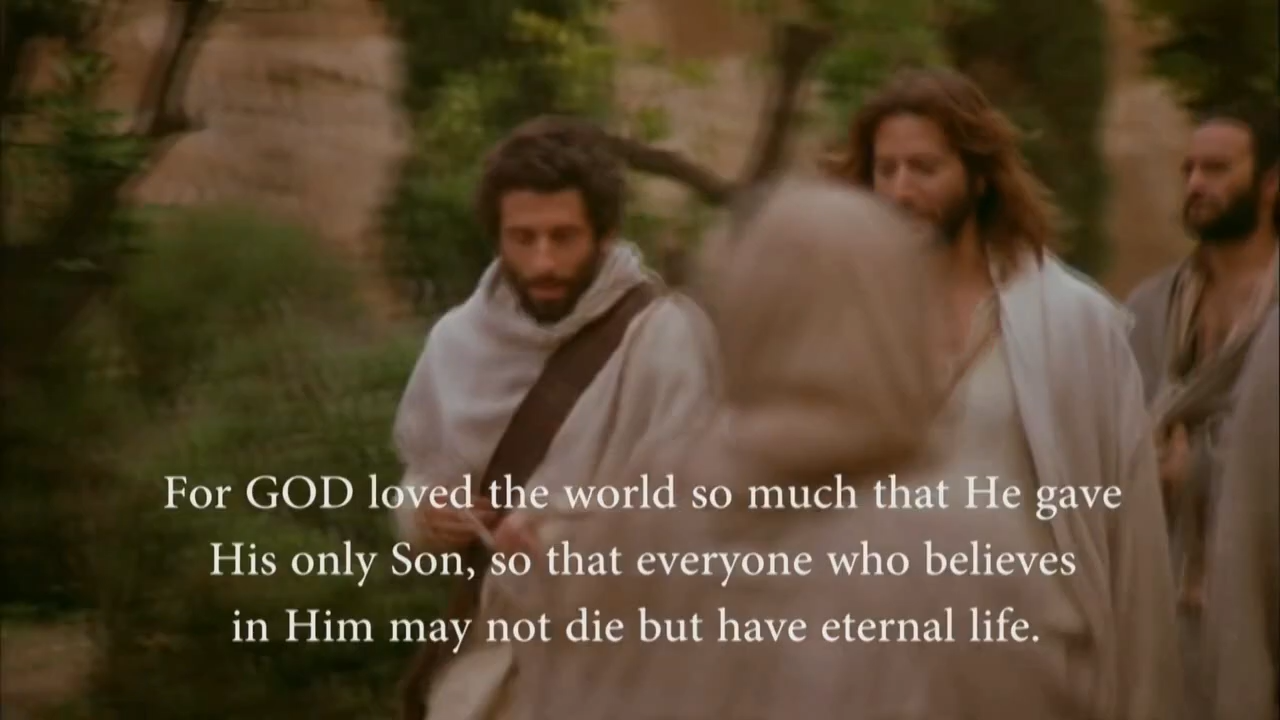 For GOD loved the world so much that He gave
His only Son, so that everyone who believes
in Him may not die but have eternal life.